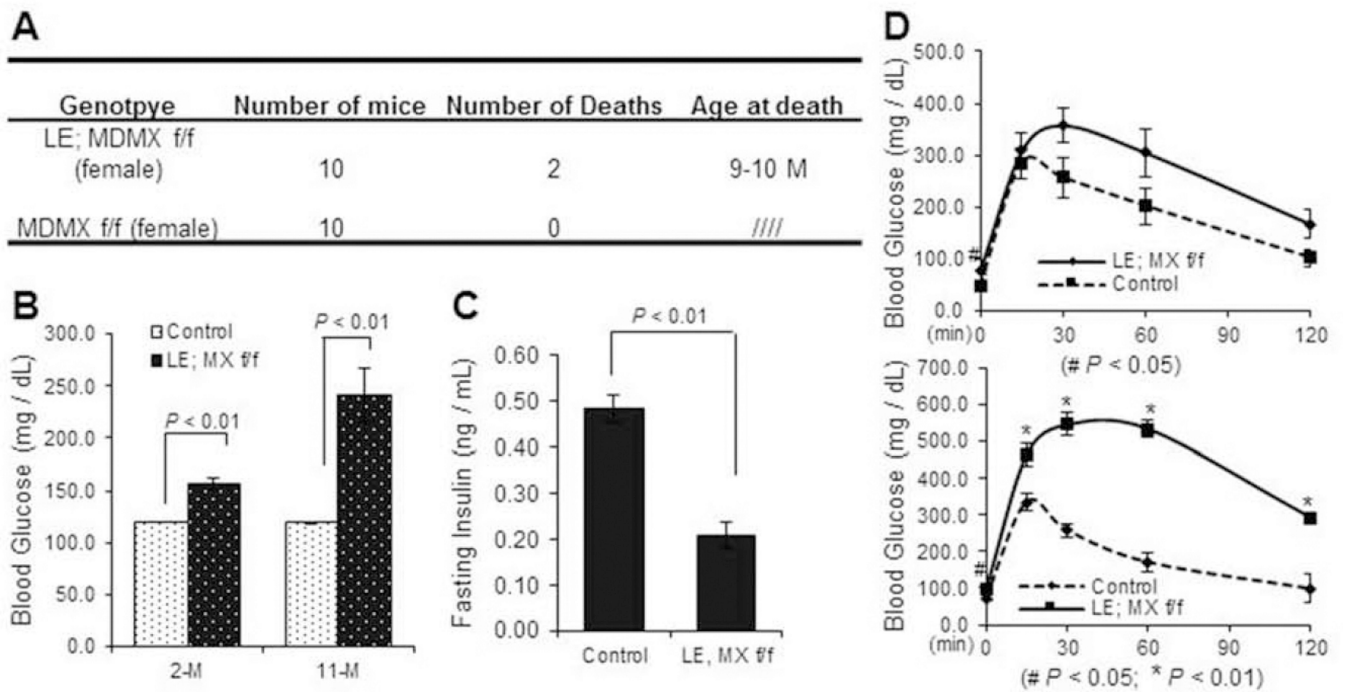 A
Genotpye Number of mice Number of Deaths Age at death
LE; MDMX f/f
(female) 10 2 9-10 M
MDMX f/f (female) 10 0 ////
B
Blood Glucose (mg / dL)
300.0
250.0
200.0
150.0
100.0
50.0
0.0
Control
LE; MX f/f
P < 0.01
P < 0.01
2-M 11-M
C
Fasting Insulin (ng / mL)
0.60
0.50
0.40
0.30
0.20
0.10
0.00
P < 0.01
Control LE, MX f/f
D
Blood Glucose (mg / dL)
500.0
400.0
300.0
200.0
100.0
0.0
#
LE; MX f/f
Control
(min) 0 30 60 90 120
(# P < 0.05)
Blood Glucose (mg / dL)
700.0
600.0
500.0
400.0
300.0
200.0
100.0
0.0
#
* * * *
Control
LE; MX f/f
(min) 0 30 60 90 120
(# P < 0.05; * P < 0.01)